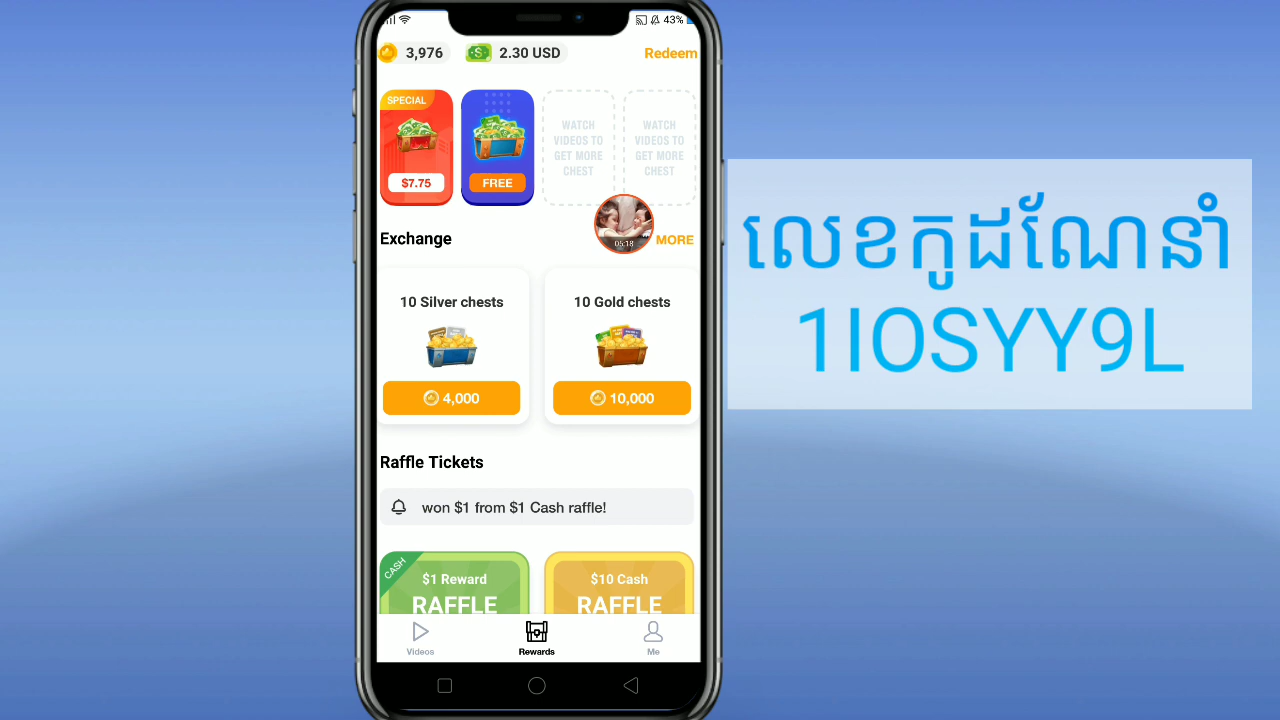 43%
3,976
2.30 USD
Redeem
SPECIAL
$7.75
FREE
WATCH
VIDEOS TO
GET MORE
CHEST
WATCH
VIDEOS TO
GET MORE
CHEST
Exchange
05:18
MORE
10 Silver chests
10 Gold chests
4,000
10,000
Raffle Tickets
won $1 from $1 Cash raffle!
CASH
$1 Reward
RAFFLE
$10 Cash
RAFFLE
Videos
Rewards
Me
លេខកូដណែនាំ
1IOSYY9L